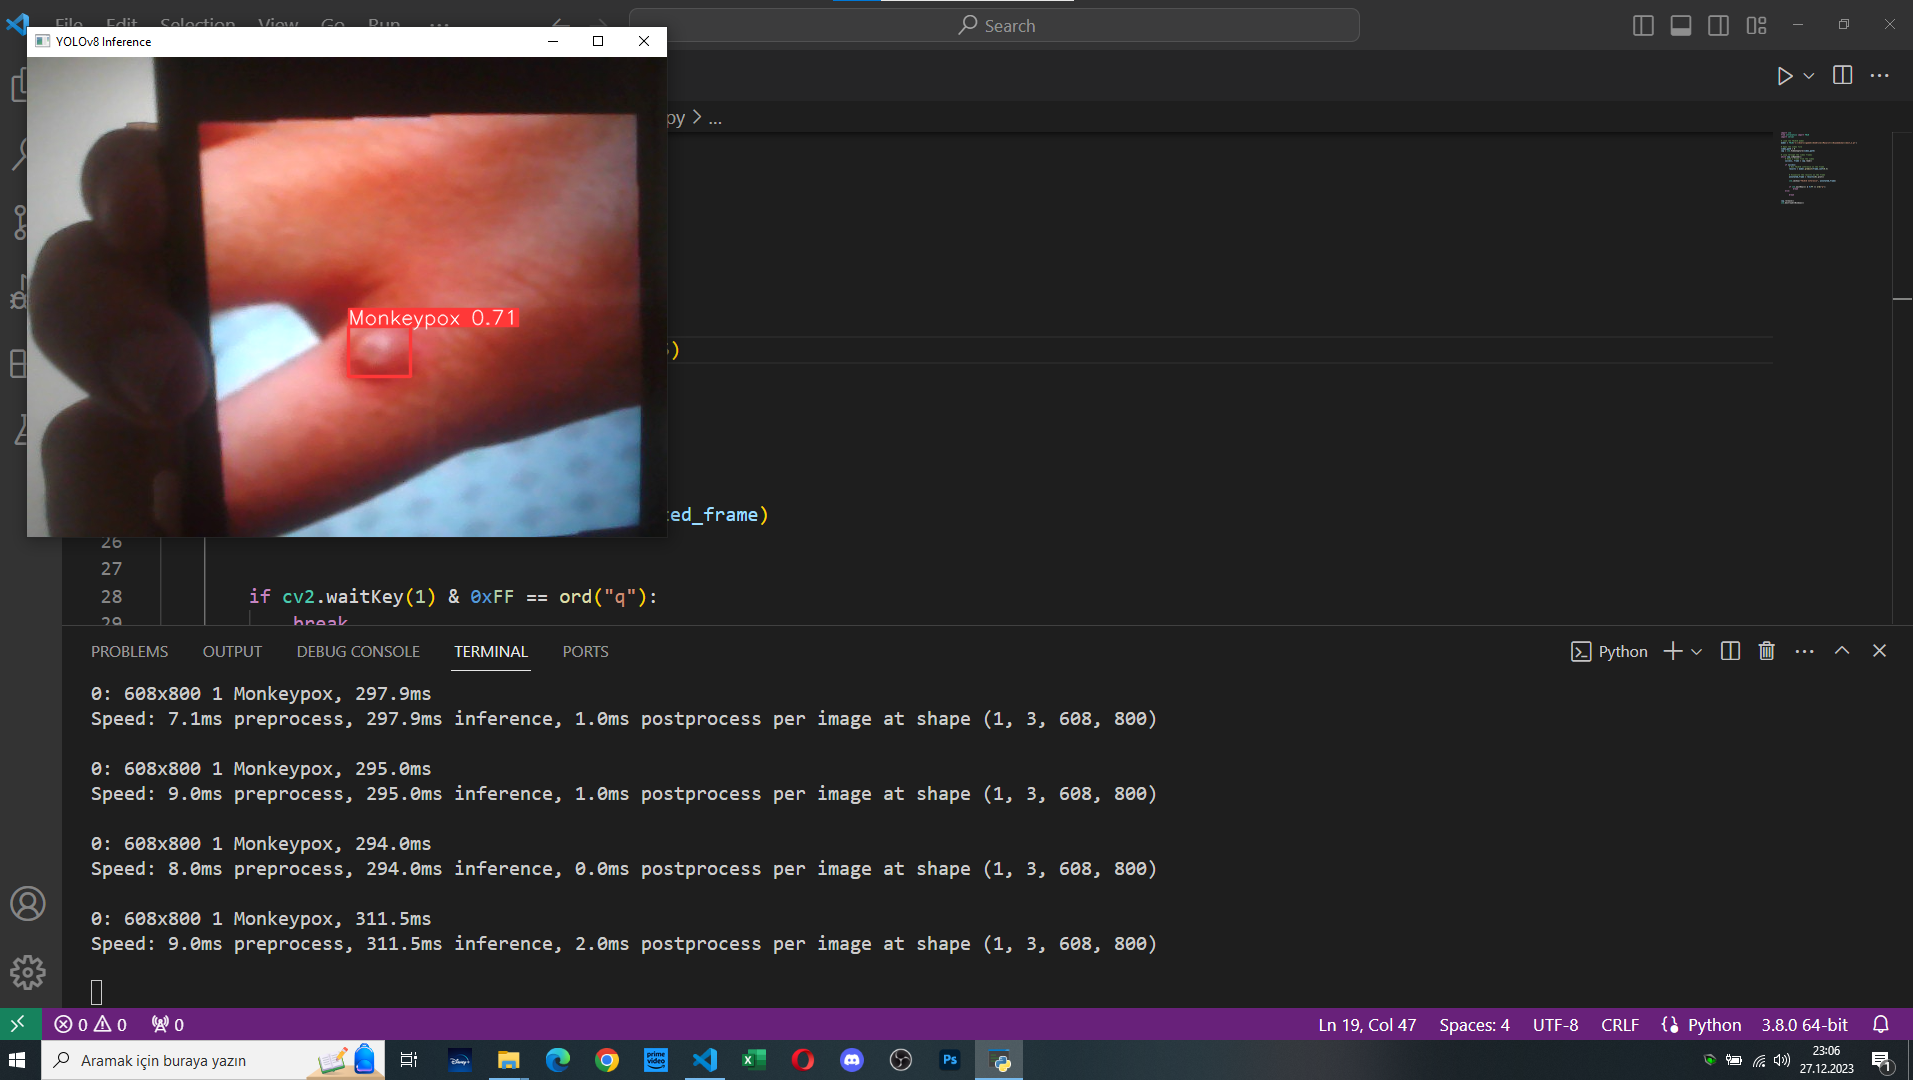 File Edit Selection View Go Run ...
Search
YOLOv8 Inference
py > ...
Monkeypox 0.71
)
ted_frame)
26
27
28 if cv2.waitKey(1) & 0xFF == ord("q"):
29 break
PROBLEMS OUTPUT DEBUG CONSOLE TERMINAL PORTS
Python
0: 608x800 1 Monkeypox, 297.9ms
Speed: 7.1ms preprocess, 297.9ms inference, 1.0ms postprocess per image at shape (1, 3, 608, 800)
0: 608x800 1 Monkeypox, 295.0ms
Speed: 9.0ms preprocess, 295.0ms inference, 1.0ms postprocess per image at shape (1, 3, 608, 800)
0: 608x800 1 Monkeypox, 294.0ms
Speed: 8.0ms preprocess, 294.0ms inference, 0.0ms postprocess per image at shape (1, 3, 608, 800)
0: 608x800 1 Monkeypox, 311.5ms
Speed: 9.0ms preprocess, 311.5ms inference, 2.0ms postprocess per image at shape (1, 3, 608, 800)
0 0 0
Ln 19, Col 47 Spaces: 4 UTF-8 CRLF Python 3.8.0 64-bit
Aramak için buraya yazın
Disney+
prime video
Ps
23:06
27.12.2023
1